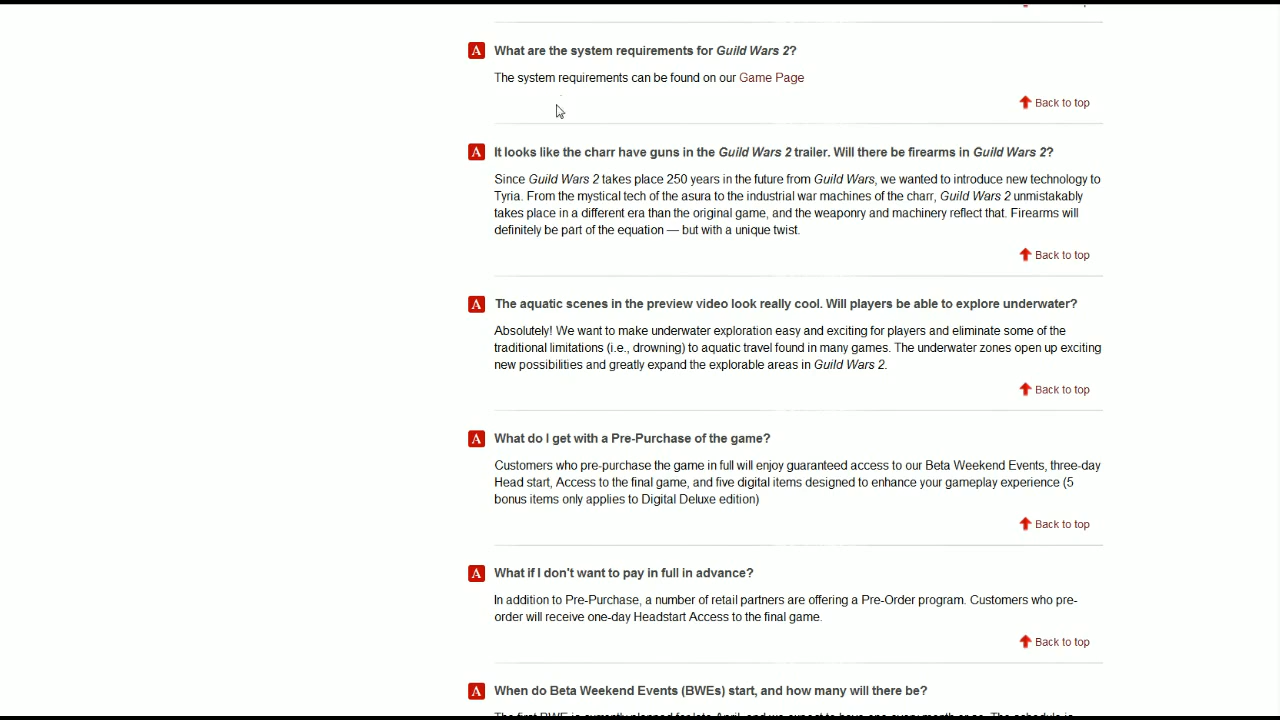 A What are the system requirements for Guild Wars 2?
The system requirements can be found on our Game Page
Back to top
A It looks like the charr have guns in the Guild Wars 2 trailer. Will there be firearms in Guild Wars 2?
Since Guild Wars 2 takes place 250 years in the future from Guild Wars, we wanted to introduce new technology to
Tyria. From the mystical tech of the asura to the industrial war machines of the charr, Guild Wars 2 unmistakably
takes place in a different era than the original game, and the weaponry and machinery reflect that. Firearms will
definitely be part of the equation — but with a unique twist.
Back to top
A The aquatic scenes in the preview video look really cool. Will players be able to explore underwater?
Absolutely! We want to make underwater exploration easy and exciting for players and eliminate some of the
traditional limitations (i.e., drowning) to aquatic travel found in many games. The underwater zones open up exciting
new possibilities and greatly expand the explorable areas in Guild Wars 2.
Back to top
A What do I get with a Pre-Purchase of the game?
Customers who pre-purchase the game in full will enjoy guaranteed access to our Beta Weekend Events, three-day
Head start, Access to the final game, and five digital items designed to enhance your gameplay experience (5
bonus items only applies to Digital Deluxe edition)
Back to top
A What if I don't want to pay in full in advance?
In addition to Pre-Purchase, a number of retail partners are offering a Pre-Order program. Customers who pre-
order will receive one-day Headstart Access to the final game.
Back to top
A When do Beta Weekend Events (BWEs) start, and how many will there be?